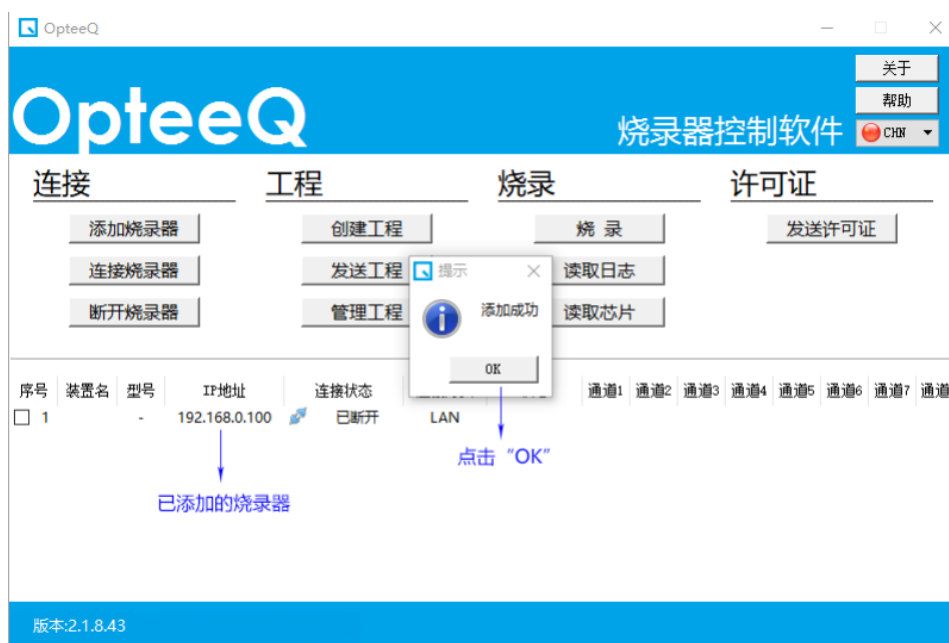 OpteeQ
关于
OpteeQ
帮助
烧录器控制软件
CHN
连接
工程
烧录
许可证
添加烧录器
创建工程
烧 录
发送许可证
连接烧录器
发送工程
提示
读取日志
断开烧录器
管理工程
添加成功
读取芯片
OK
序号 装置名 型号 IP地址 连接状态 通道1 通道2 通道3 通道4 通道5 通道6 通道7 通道
1 - 192.168.0.100 已断开 LAN
点击“OK”
已添加的烧录器
版本:2.1.8.43